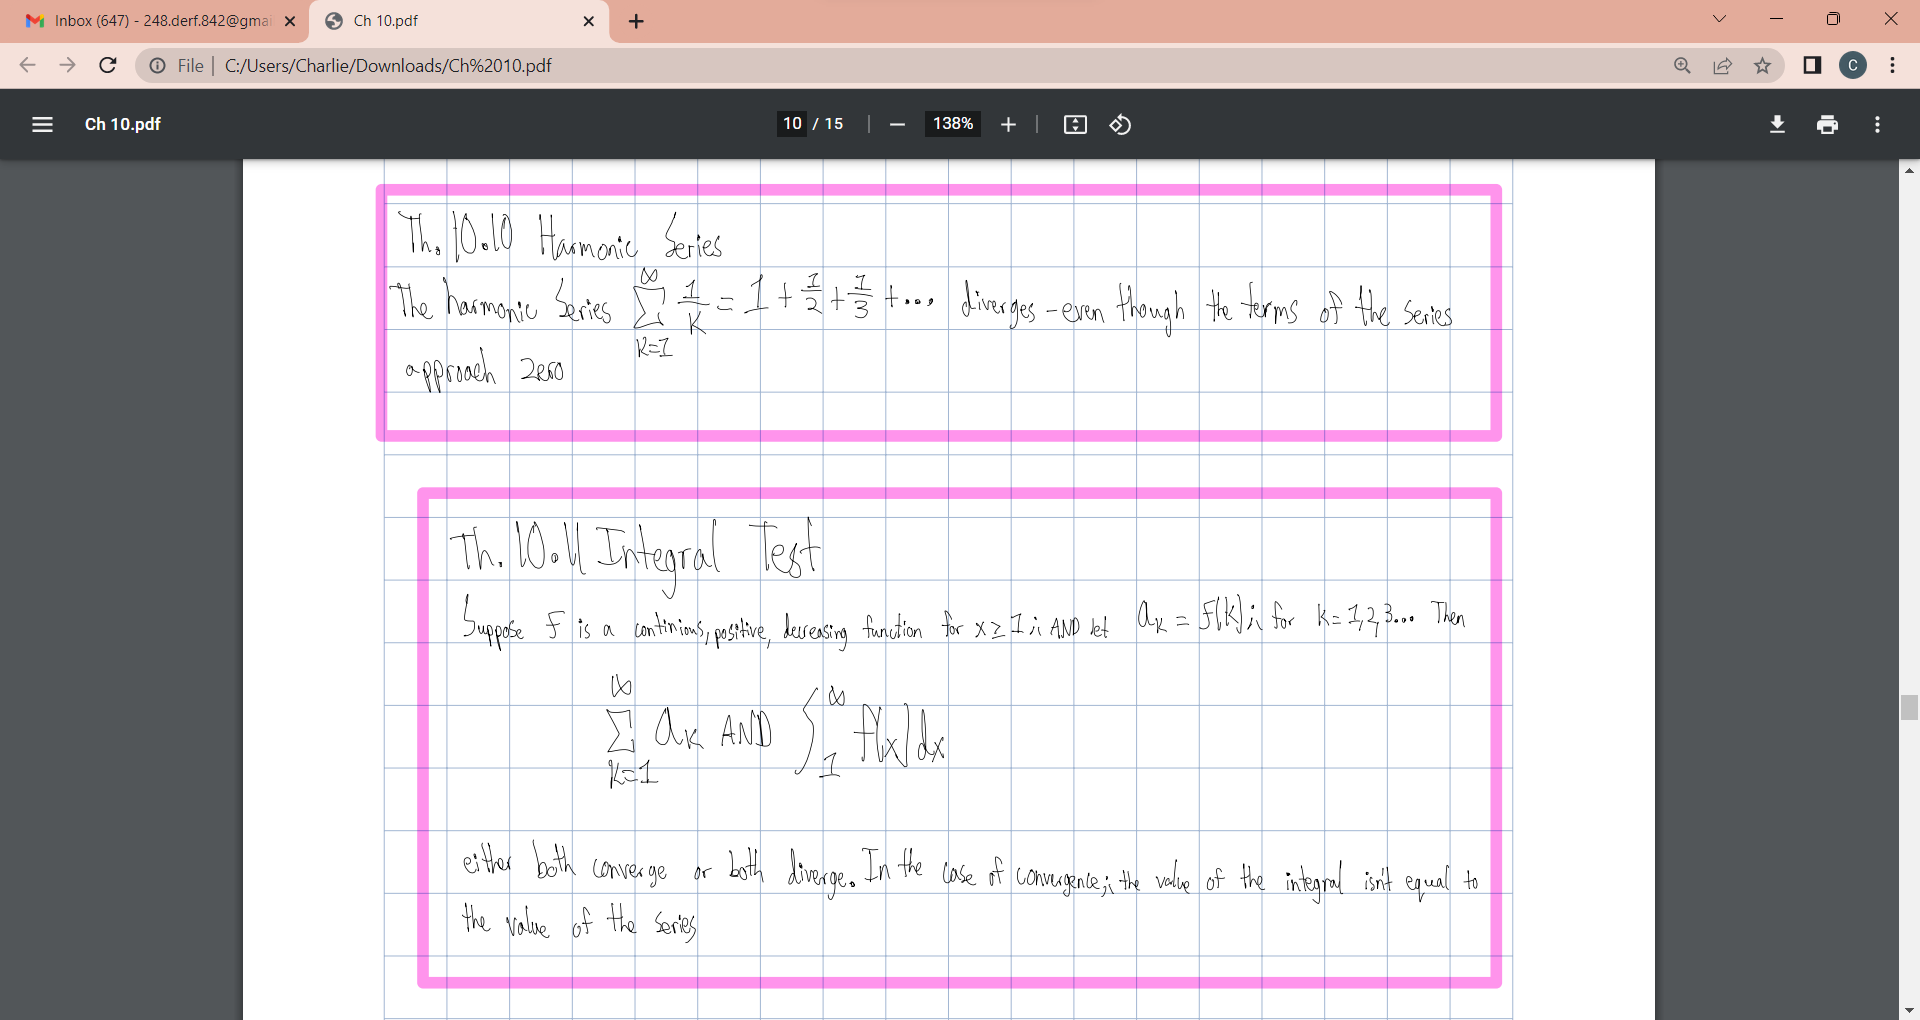 Inbox (647) - 248.derf.842@gmai
Ch 10.pdf
File | C:/Users/Charlie/Downloads/Ch%2010.pdf
C
Ch 10.pdf
10 / 15 | — 138% + |
Th. 10.10 Harmonic Series
The harmonic Series ∑_{k=1}^{∞} 1/k = 1 + 1/2 + 1/3 + ... diverges - even though the terms of the series
approach zero
Th. 10.11 Integral Test
Suppose f is a continious, positive, decreasing function for x ≥ 1 ;; AND let a_k = f(k) ;; for k = 1,2,3... Then
∑_{k=1}^{∞} a_k AND ∫_1^∞ f(x) dx
either both converge or both diverge. In the case of convergence;; the value of the integral isn't equal to
the value of the series